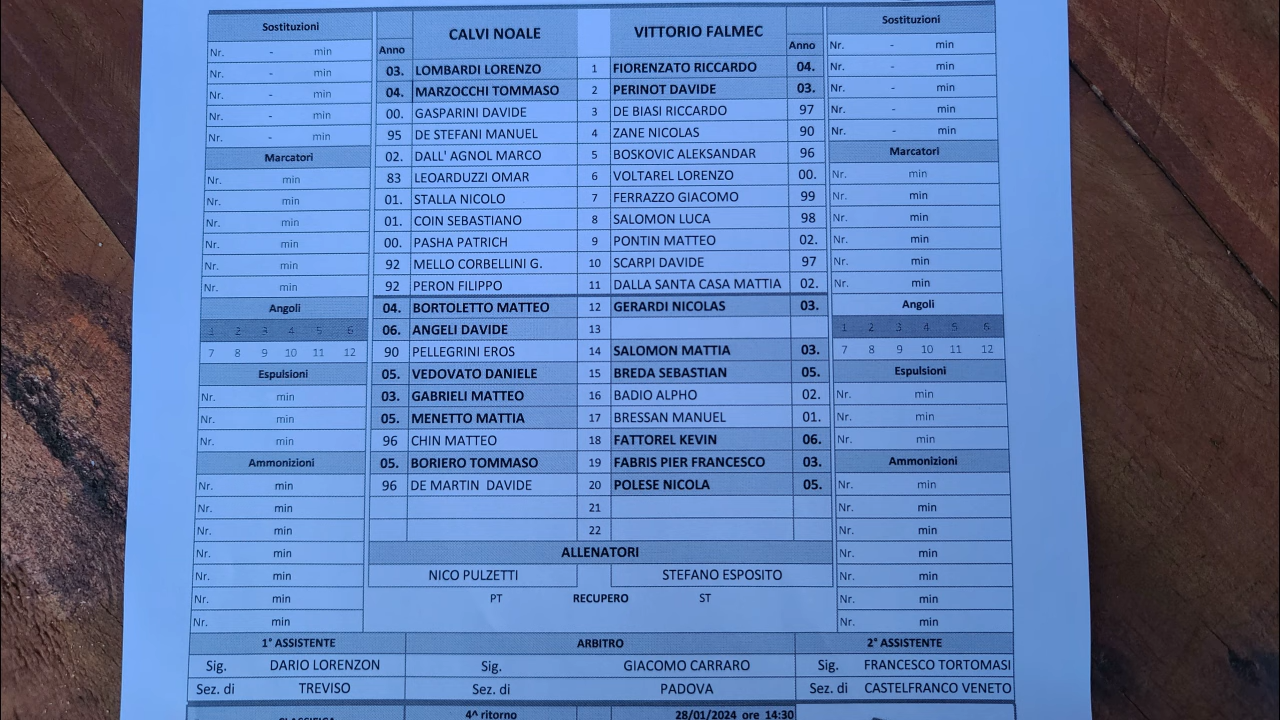 Sostituzioni CALVI NOALE VITTORIO FALMEC Sostituzioni
Anno Anno
Nr. - min Nr. - min
Nr. - min 03. LOMBARDI LORENZO 1 FIORENZATO RICCARDO 04. Nr. - min
Nr. - min 04. MARZOCCHI TOMMASO 2 PERINOT DAVIDE 03. Nr. - min
Nr. - min 00. GASPARINI DAVIDE 3 DE BIASI RICCARDO 97 Nr. - min
Nr. - min 95 DE STEFANI MANUEL 4 ZANE NICOLAS 90 Nr. - min
Marcatori 02. DALL' AGNOL MARCO 5 BOSKOVIC ALEKSANDAR 96 Marcatori
Nr. min 83 LEOARDUZZI OMAR 6 VOLTAREL LORENZO 00. Nr. min
Nr. min 01. STALLA NICOLO 7 FERRAZZO GIACOMO 99 Nr. min
Nr. min 01. COIN SEBASTIANO 8 SALOMON LUCA 98 Nr. min
Nr. min 00. PASHA PATRICH 9 PONTIN MATTEO 02. Nr. min
Nr. min 92 MELLO CORBELLINI G. 10 SCARPI DAVIDE 97 Nr. min
Nr. min 92 PERON FILIPPO 11 DALLA SANTA CASA MATTIA 02. Nr. min
Angoli 04. BORTOLETTO MATTEO 12 GERARDI NICOLAS 03. Angoli
1 2 3 4 5 6 06. ANGELI DAVIDE 13 1 2 3 4 5 6
7 8 9 10 11 12 90 PELLEGRINI EROS 14 SALOMON MATTIA 03. 7 8 9 10 11 12
Espulsioni 05. VEDOVATO DANIELE 15 BREDA SEBASTIAN 05. Espulsioni
Nr. min 03. GABRIELI MATTEO 16 BADIO ALPHO 02. Nr. min
Nr. min 05. MENETTO MATTIA 17 BRESSAN MANUEL 01. Nr. min
Nr. min 96 CHIN MATTEO 18 FATTOREL KEVIN 06. Nr. min
Ammonizioni 05. BORIERO TOMMASO 19 FABRIS PIER FRANCESCO 03. Ammonizioni
Nr. min 96 DE MARTIN DAVIDE 20 POLESE NICOLA 05. Nr. min
Nr. min 21 Nr. min
Nr. min 22 Nr. min
Nr. min ALLENATORI Nr. min
Nr. min NICO PULZETTI STEFANO ESPOSITO Nr. min
Nr. min PT RECUPERO ST Nr. min
Nr. min Nr. min
1° ASSISTENTE ARBITRO 2° ASSISTENTE
Sig. DARIO LORENZON Sig. GIACOMO CARRARO Sig. FRANCESCO TORTOMASI
Sez. di TREVISO Sez. di PADOVA Sez. di CASTELFRANCO VENETO
CLASSIFICA 4^ ritorno 28/01/2024 ore 14:30